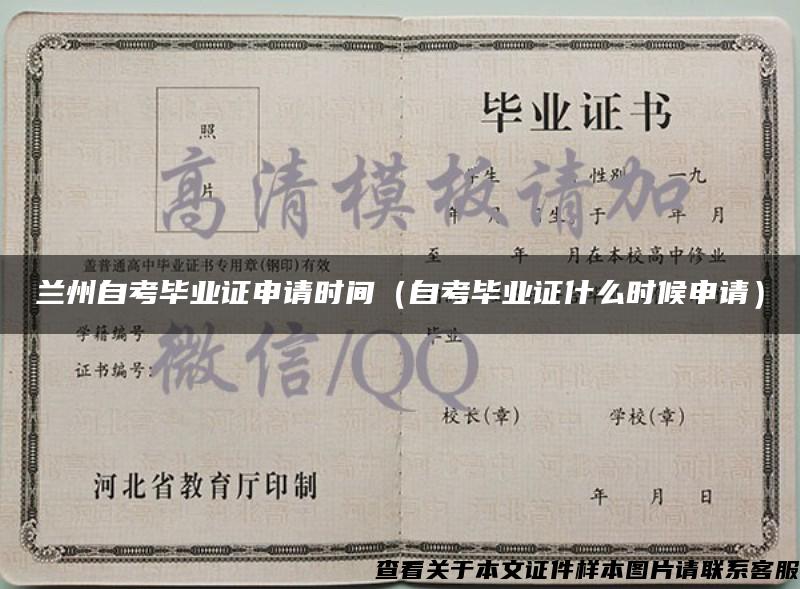 毕业证书
照
片
学生 性别 一九
年 月 生,于 年 月
至 年 月在本校高中修业
盖普通高中毕业证书专用章(钢印)有效
兰州自考毕业证申请时间(自考毕业证什么时候申请)
学籍编号
毕业
证书编号:
校长(章) 学校(章)
河北省教育厅印制
年 月 日
高清模板请加
微信/QQ
查看关于本文证件样本图片请联系客服